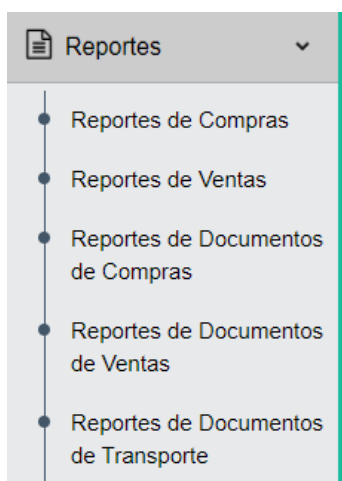 Reportes
Reportes de Compras
Reportes de Ventas
Reportes de Documentos
de Compras
Reportes de Documentos
de Ventas
Reportes de Documentos
de Transporte